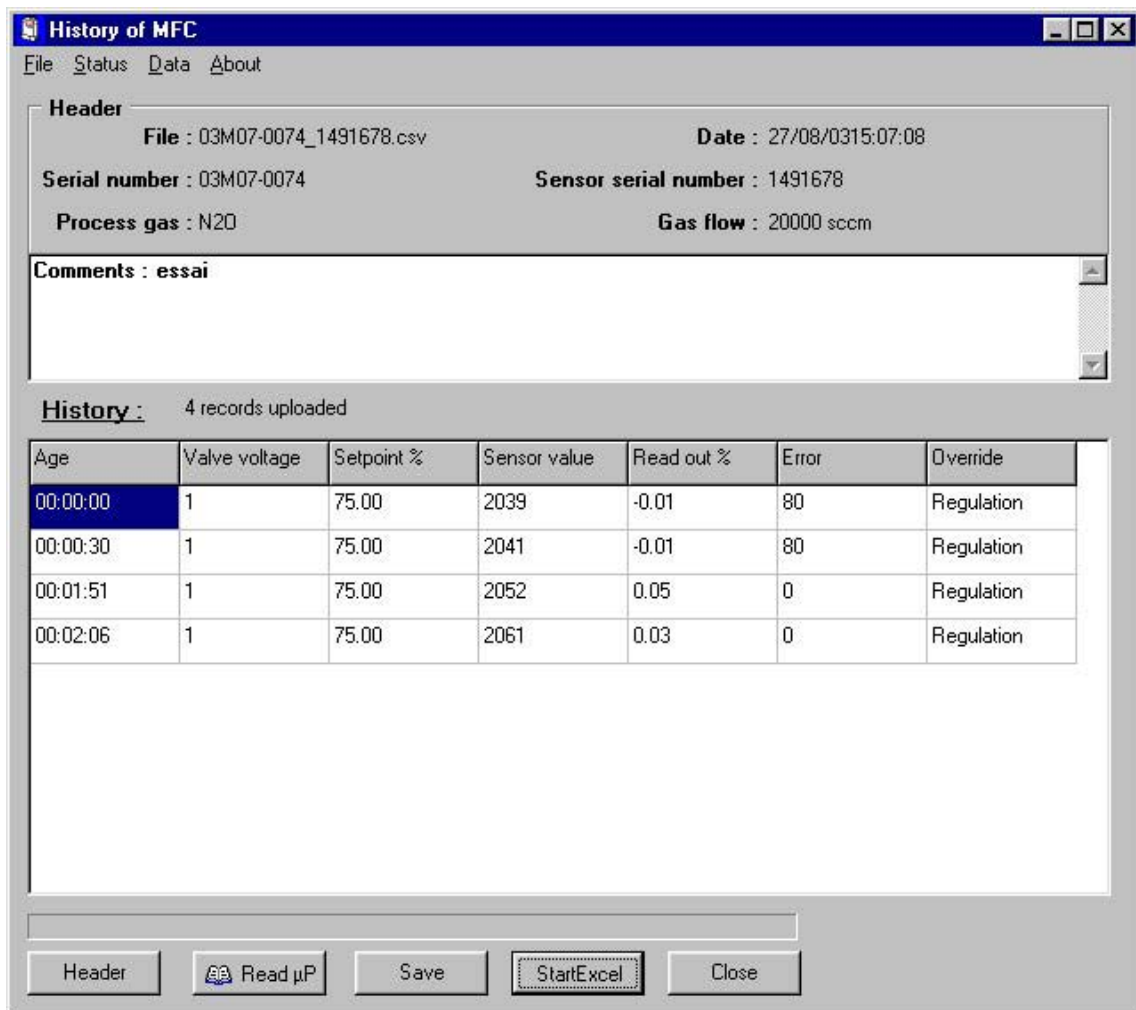 History of MFC
File Status Data About
Header
File : 03M07-0074_1491678.csv Date : 27/08/0315:07:08
Serial number : 03M07-0074 Sensor serial number : 1491678
Process gas : N2O Gas flow : 20000 sccm
Comments : essai
History : 4 records uploaded
Age Valve voltage Setpoint % Sensor value Read out % Error Override
00:00:00 1 75.00 2039 -0.01 80 Regulation
00:00:30 1 75.00 2041 -0.01 80 Regulation
00:01:51 1 75.00 2052 0.05 0 Regulation
00:02:06 1 75.00 2061 0.03 0 Regulation
Header Read µP Save StartExcel Close